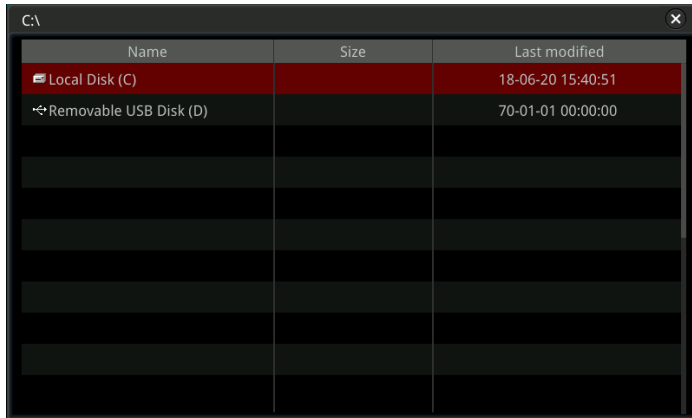 C:\
Name Size Last modified
Local Disk (C) 18-06-20 15:40:51
Removable USB Disk (D) 70-01-01 00:00:00